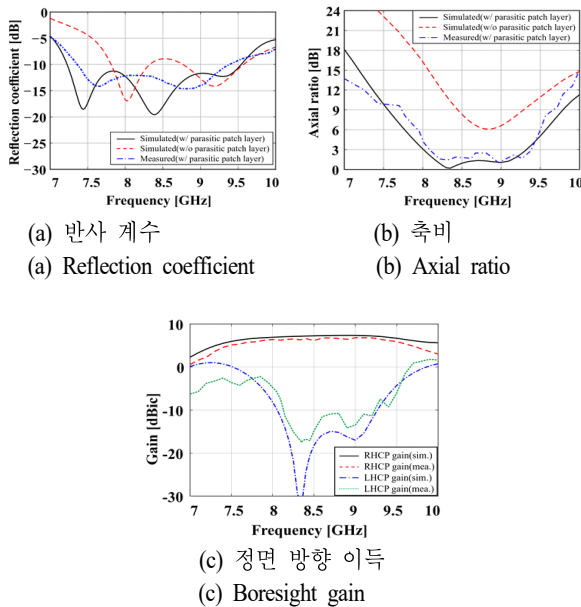 Reflection coefficient [dB]
0
−5
−10
−15
−20
−25
−30
Simulated(w/ parasitic patch layer)
Simulated(w/o parasitic patch layer)
Measured(w/ parasitic patch layer)
7 7.5 8 8.5 9 9.5 10
Frequency [GHz]
(a) 반사 계수
(a) Reflection coefficient
Axial ratio [dB]
24
21
18
15
12
9
6
3
0
Simulated(w/ parasitic patch layer)
Simulated(w/o parasitic patch layer)
Measured(w/ parasitic patch layer)
7 7.5 8 8.5 9 9.5 10
Frequency [GHz]
(b) 축비
(b) Axial ratio
Gain [dBic]
10
0
-10
-20
-30
RHCP gain(sim.)
RHCP gain(mea.)
LHCP gain(sim.)
LHCP gain(mea.)
7 7.5 8 8.5 9 9.5 10
Frequency [GHz]
(c) 정면 방향 이득
(c) Boresight gain